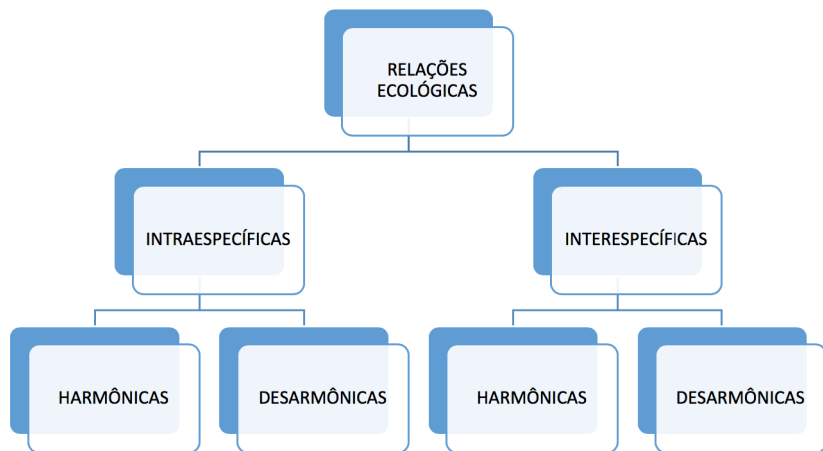 RELAÇÕES
ECOLÓGICAS
INTRAESPECÍFICAS
INTERESPECÍFICAS
HARMÔNICAS
DESARMÔNICAS
HARMÔNICAS
DESARMÔNICAS